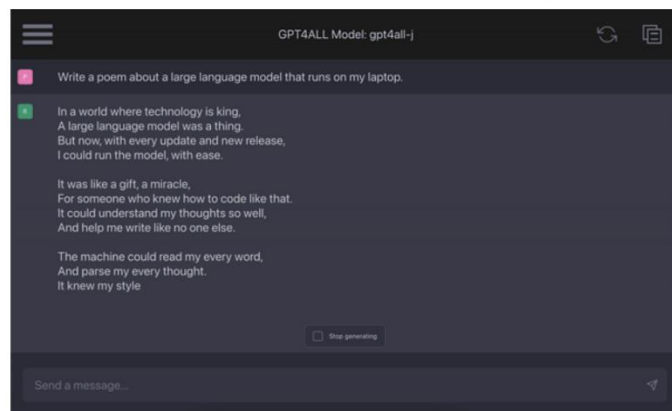 GPT4ALL Model: gpt4all-j
Write a poem about a large language model that runs on my laptop.
In a world where technology is king,
A large language model was a thing.
But now, with every update and new release,
I could run the model, with ease.
It was like a gift, a miracle,
For someone who knew how to code like that.
It could understand my thoughts so well,
And help me write like no one else.
The machine could read my every word,
And parse my every thought.
It knew my style
Stop generating
Send a message...